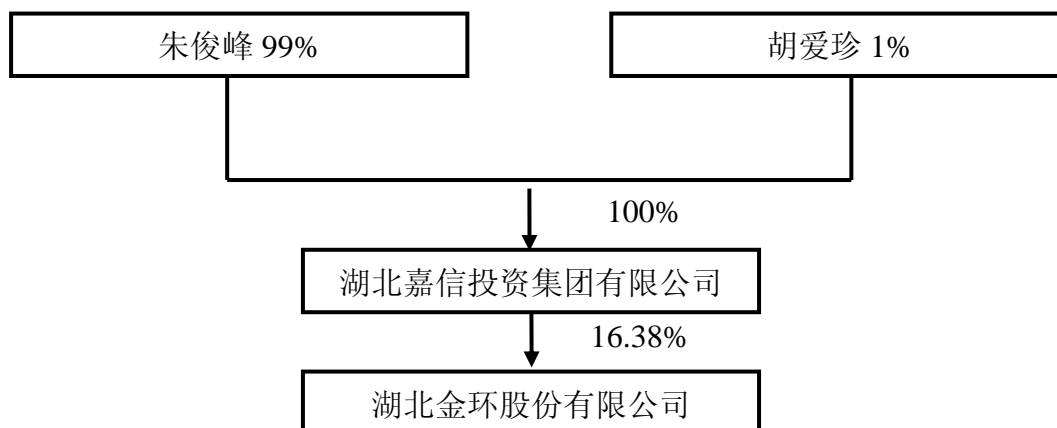 朱俊峰 99%
胡爱珍 1%
100%
湖北嘉信投资集团有限公司
16.38%
湖北金环股份有限公司